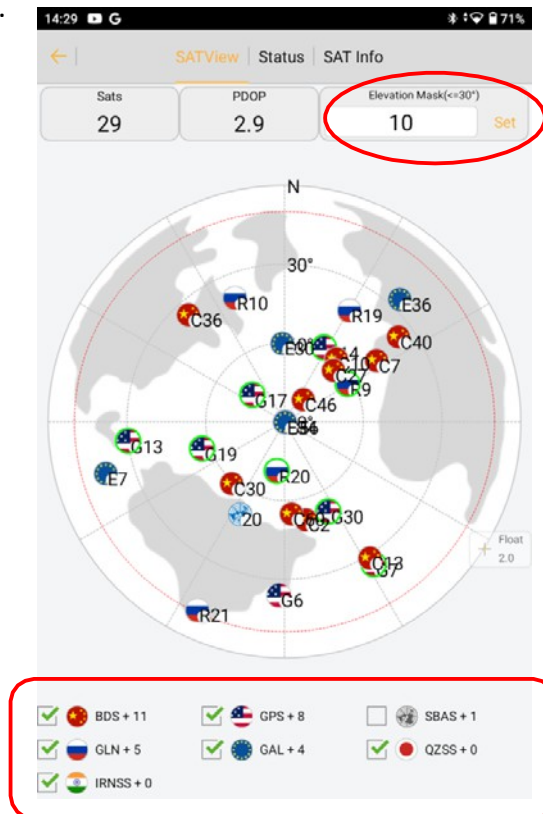 14:29 G 71%
SATView Status SAT Info
Sats PDOP Elevation Mask(<=30°)
29 2.9 10 Set
N
30°
R10
R19
E36
C36
C40
C7
R9
G17
C46
G13
G19
E7
R20
C30
20
G30
C2
C13
G7
G6
R21
Float
2.0
BDS + 11 GPS + 8 SBAS + 1
GLN + 5 GAL + 4 QZSS + 0
IRNSS + 0